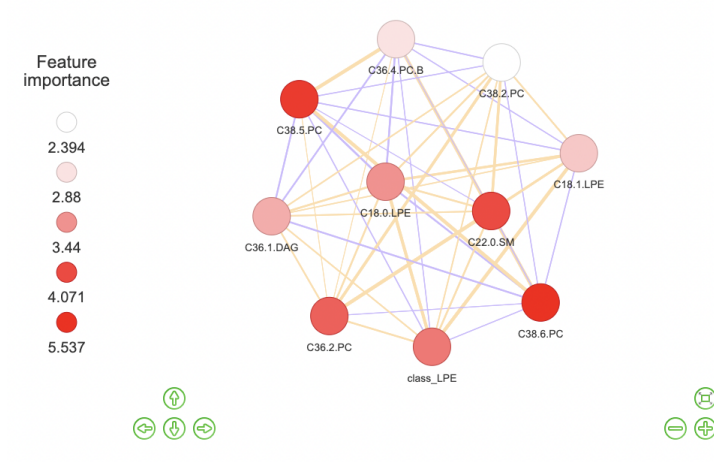 Feature
importance
2.394
2.88
3.44
4.071
5.537
C36.4.PC.B
C38.2.PC
C38.5.PC
C18.1.LPE
C18.0.LPE
C22.0.SM
C36.1.DAG
C38.6.PC
C36.2.PC
class_LPE